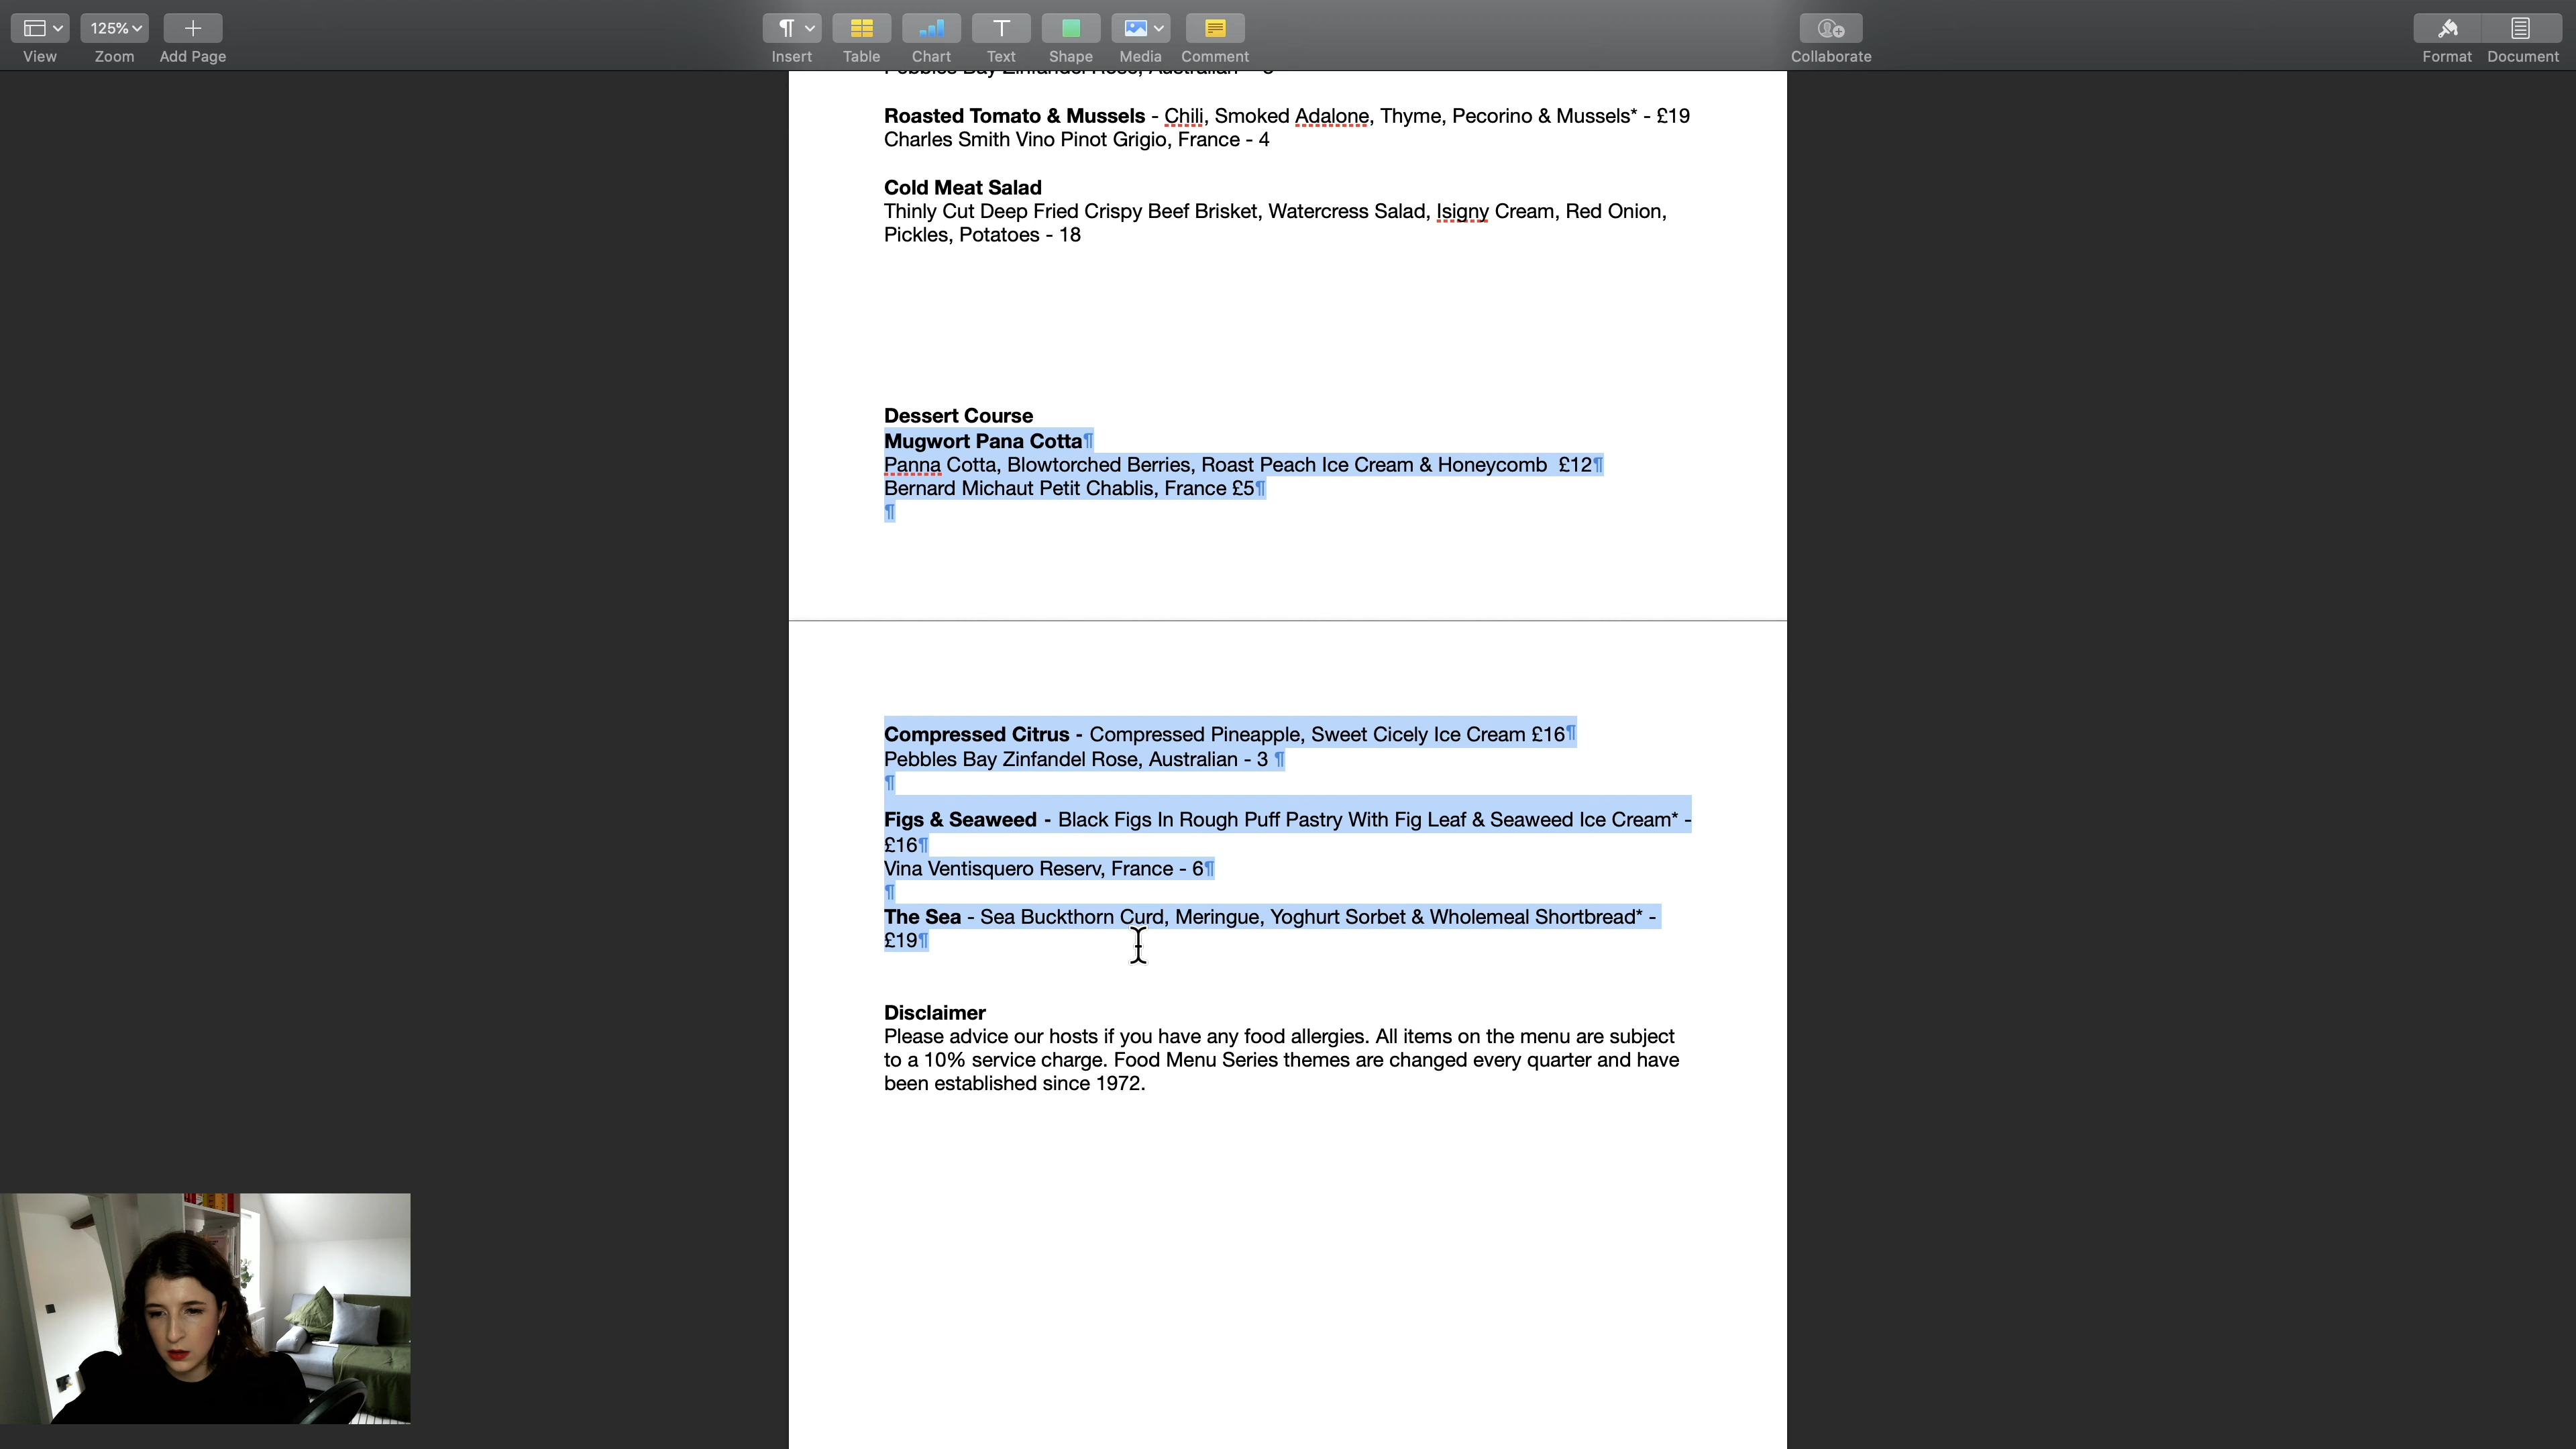 125%
View
Zoom
Add Page
¶
Insert
Table
Chart
T
Text
Shape
Media
Comment
Collaborate
Format
Document
Pebbles Bay Zinfandel Rose, Australian
Roasted Tomato & Mussels - Chili, Smoked Adalone, Thyme, Pecorino & Mussels* - £19
Charles Smith Vino Pinot Grigio, France - 4
Cold Meat Salad
Thinly Cut Deep Fried Crispy Beef Brisket, Watercress Salad, Isigny Cream, Red Onion,
Pickles, Potatoes - 18
Dessert Course
Mugwort Pana Cotta¶
Panna Cotta, Blowtorched Berries, Roast Peach Ice Cream & Honeycomb  £12¶
Bernard Michaut Petit Chablis, France £5¶
¶
Compressed Citrus - Compressed Pineapple, Sweet Cicely Ice Cream £16¶
Pebbles Bay Zinfandel Rose, Australian - 3 ¶
¶
Figs & Seaweed - Black Figs In Rough Puff Pastry With Fig Leaf & Seaweed Ice Cream* -
£16¶
Vina Ventisquero Reserv, France - 6¶
¶
The Sea - Sea Buckthorn Curd, Meringue, Yoghurt Sorbet & Wholemeal Shortbread* -
£19¶
Disclaimer
Please advice our hosts if you have any food allergies. All items on the menu are subject
to a 10% service charge. Food Menu Series themes are changed every quarter and have
been established since 1972.